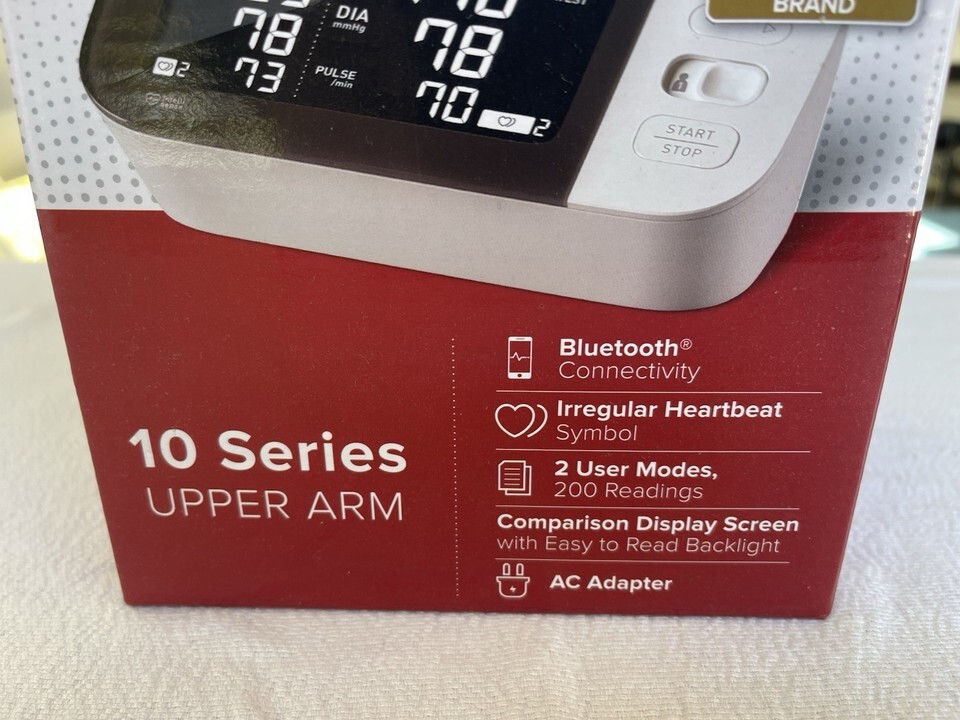 BRAND
DIA
mmHg
78
78
2
73
PULSE
/min
70
2
START
STOP
Bluetooth®
Connectivity
Irregular Heartbeat
Symbol
10 Series
UPPER ARM
2 User Modes,
200 Readings
Comparison Display Screen
with Easy to Read Backlight
AC Adapter